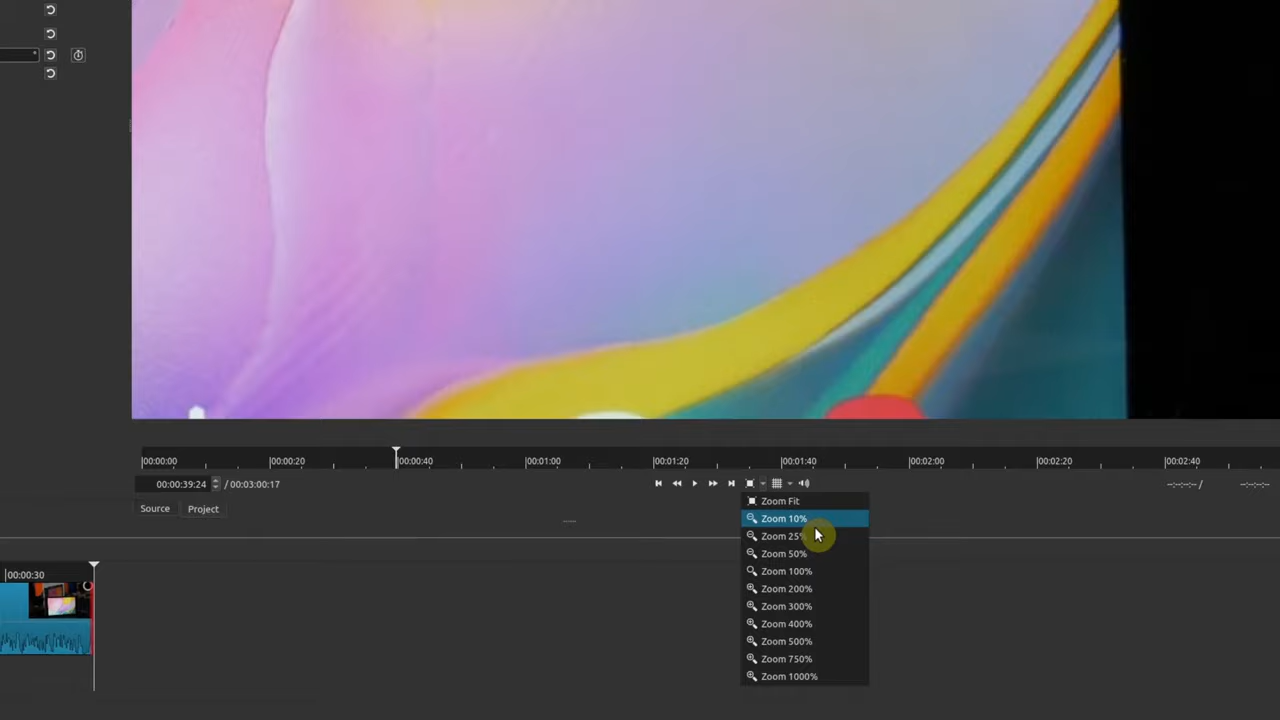 00:00:00 00:00:20 00:00:40 00:01:00 00:01:20 00:01:40 00:02:00 00:02:20 00:02:40
00:00:39:24 / 00:03:00:17 --:--:--:-- / --:--:--:--
Source Project
Zoom Fit
Zoom 10%
Zoom 25%
Zoom 50%
Zoom 100%
Zoom 200%
Zoom 300%
Zoom 400%
Zoom 500%
Zoom 750%
Zoom 1000%
00:00:30